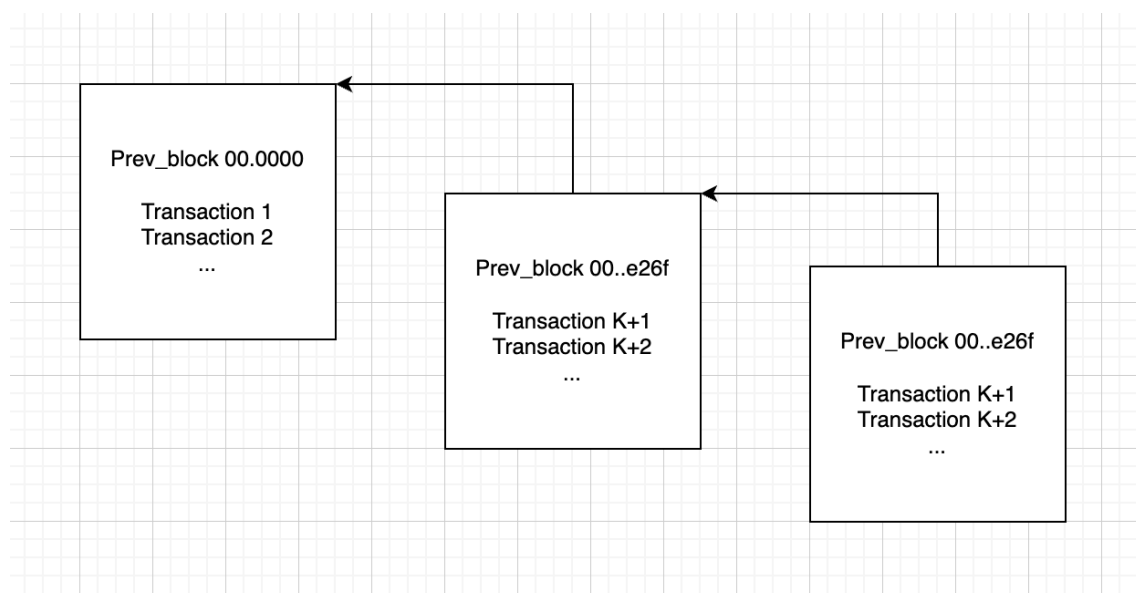 Prev_block 00.0000
Transaction 1
Transaction 2
...
Prev_block 00..e26f
Transaction K+1
Transaction K+2
...
Prev_block 00..e26f
Transaction K+1
Transaction K+2
...